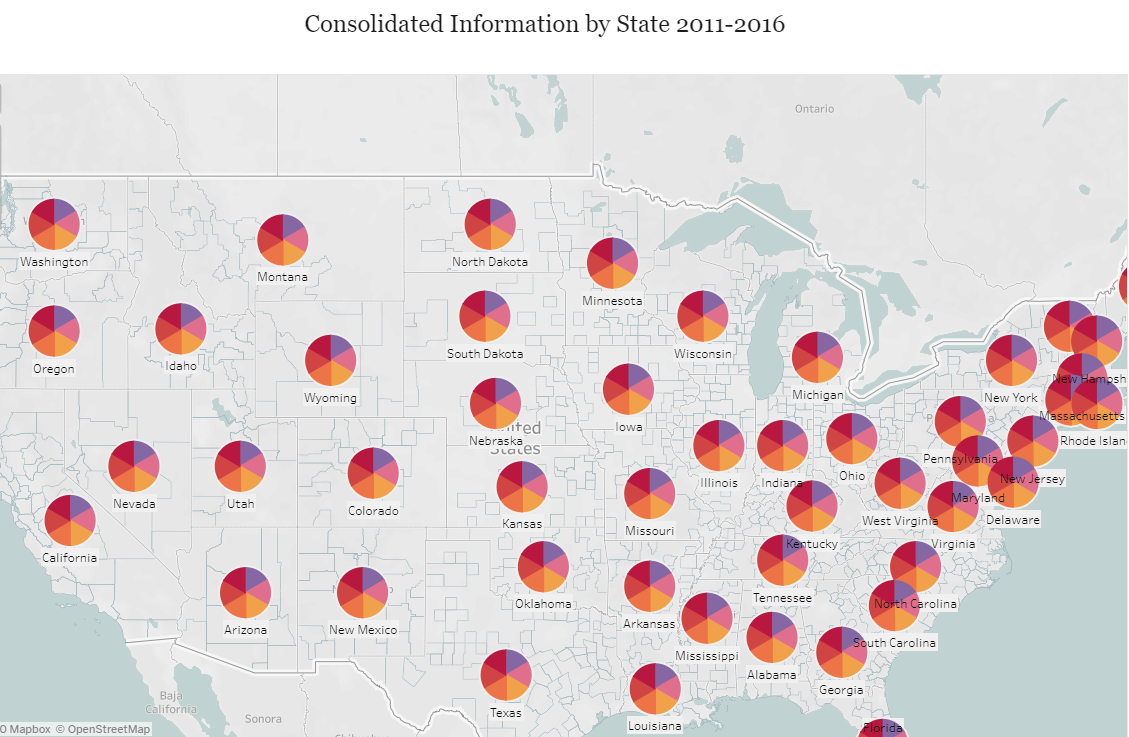 Consolidated Information by State 2011-2016
Ontario
Washington
Montana
North Dakota
Minnesota
Oregon
Idaho
Wyoming
South Dakota
Wisconsin
Michigan
New York
New Hampsh
Massachusetts
Rhode Islan
United
States
Nebraska
Iowa
Nevada
Utah
Colorado
Kansas
Missouri
Illinois
Indiana
Ohio
Pennsylvania
New Jersey
Maryland
Delaware
West Virginia
Virginia
Kentucky
California
Arizona
New Mexico
Oklahoma
Arkansas
Tennessee
North Carolina
South Carolina
Mississippi
Alabama
Georgia
Texas
Louisiana
Florida
Baja
California
Sonora
© OpenStreetMap
Mapbox